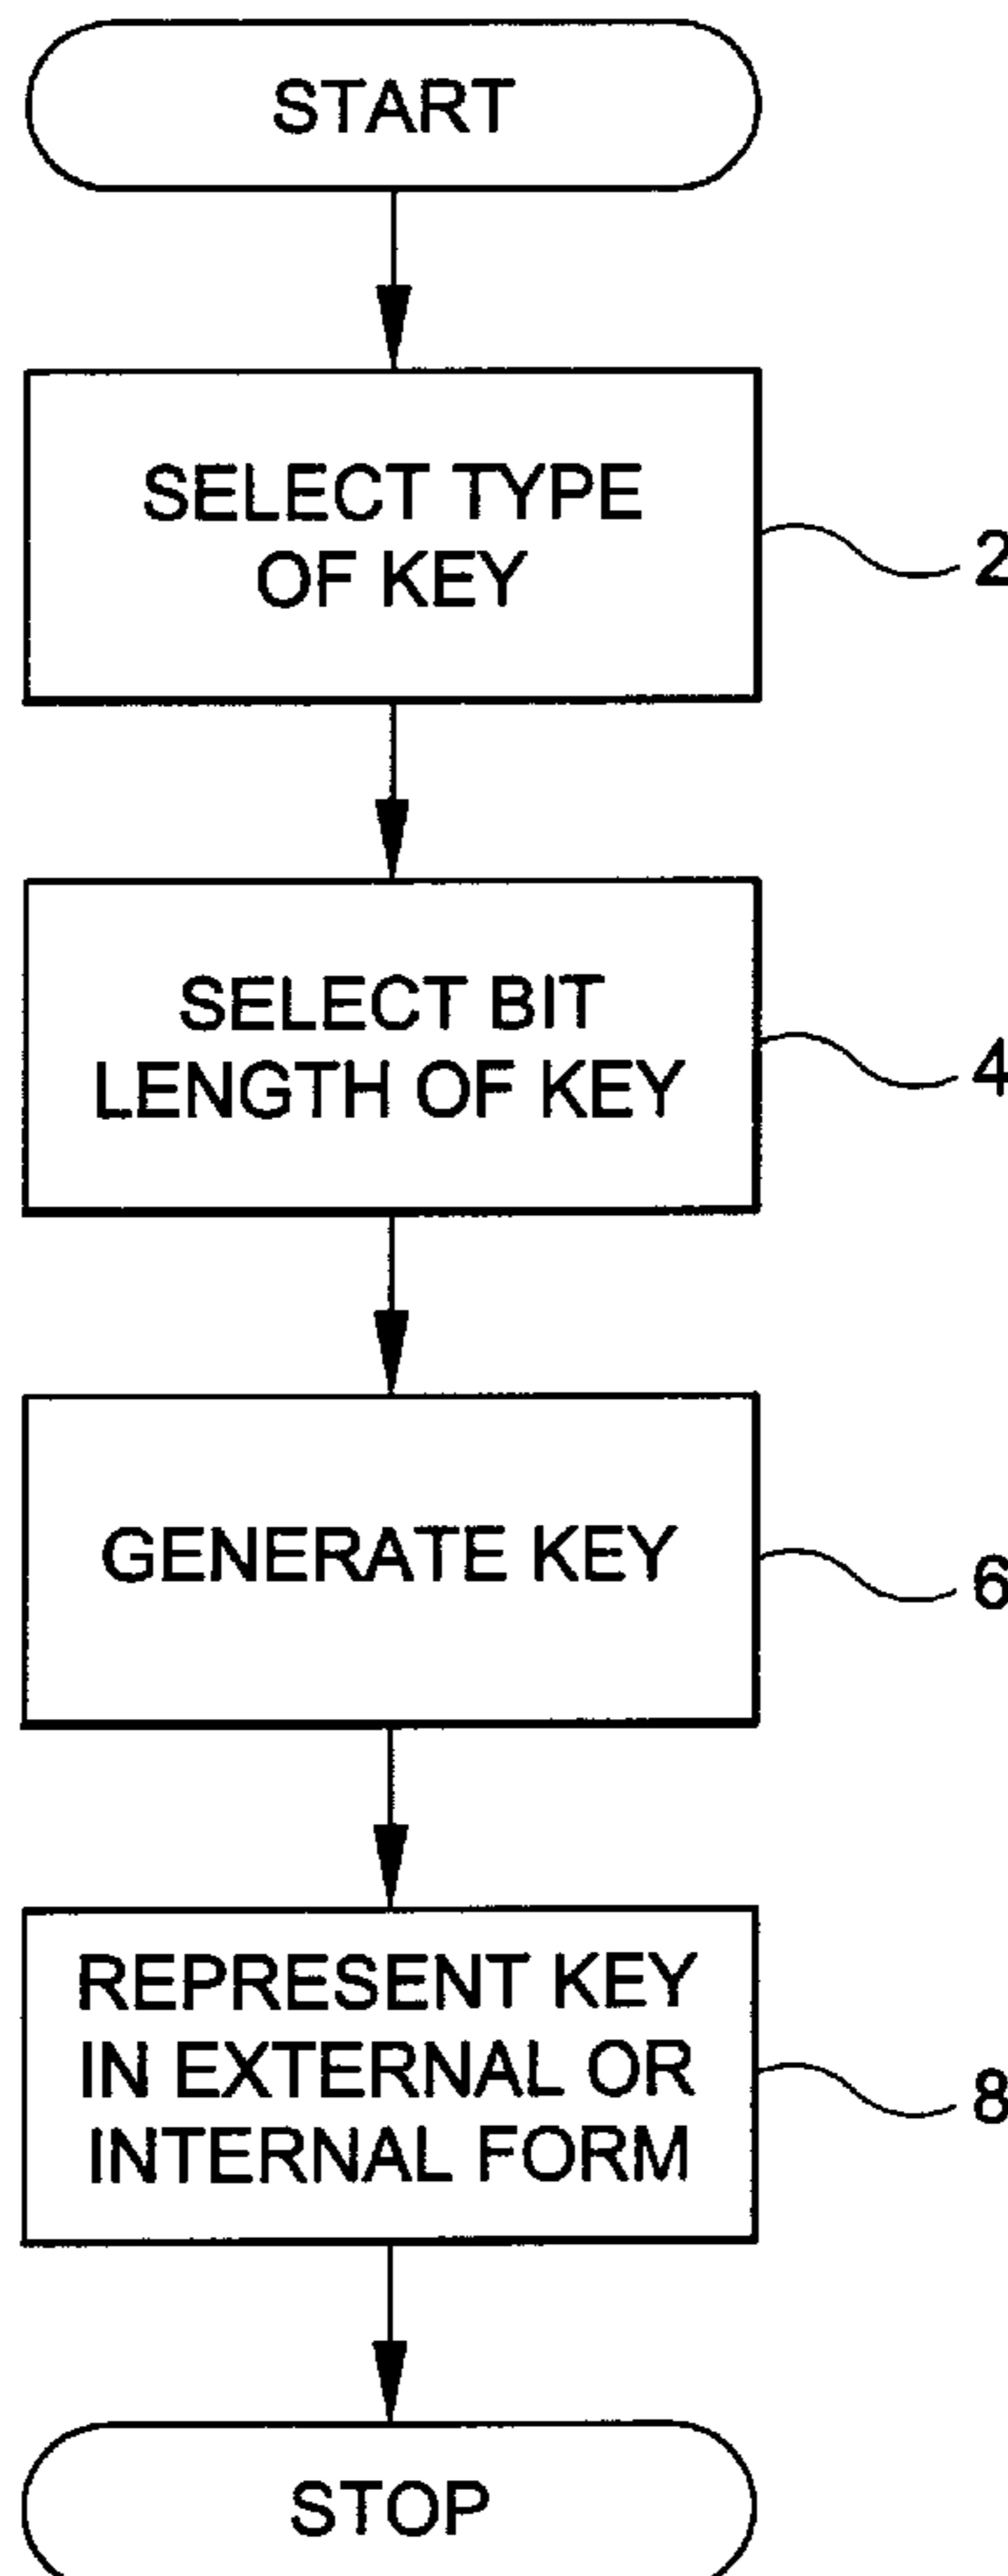 START
SELECT TYPE
OF KEY
2
SELECT BIT
LENGTH OF KEY
4
GENERATE KEY
6
REPRESENT KEY
IN EXTERNAL OR
INTERNAL FORM
8
STOP